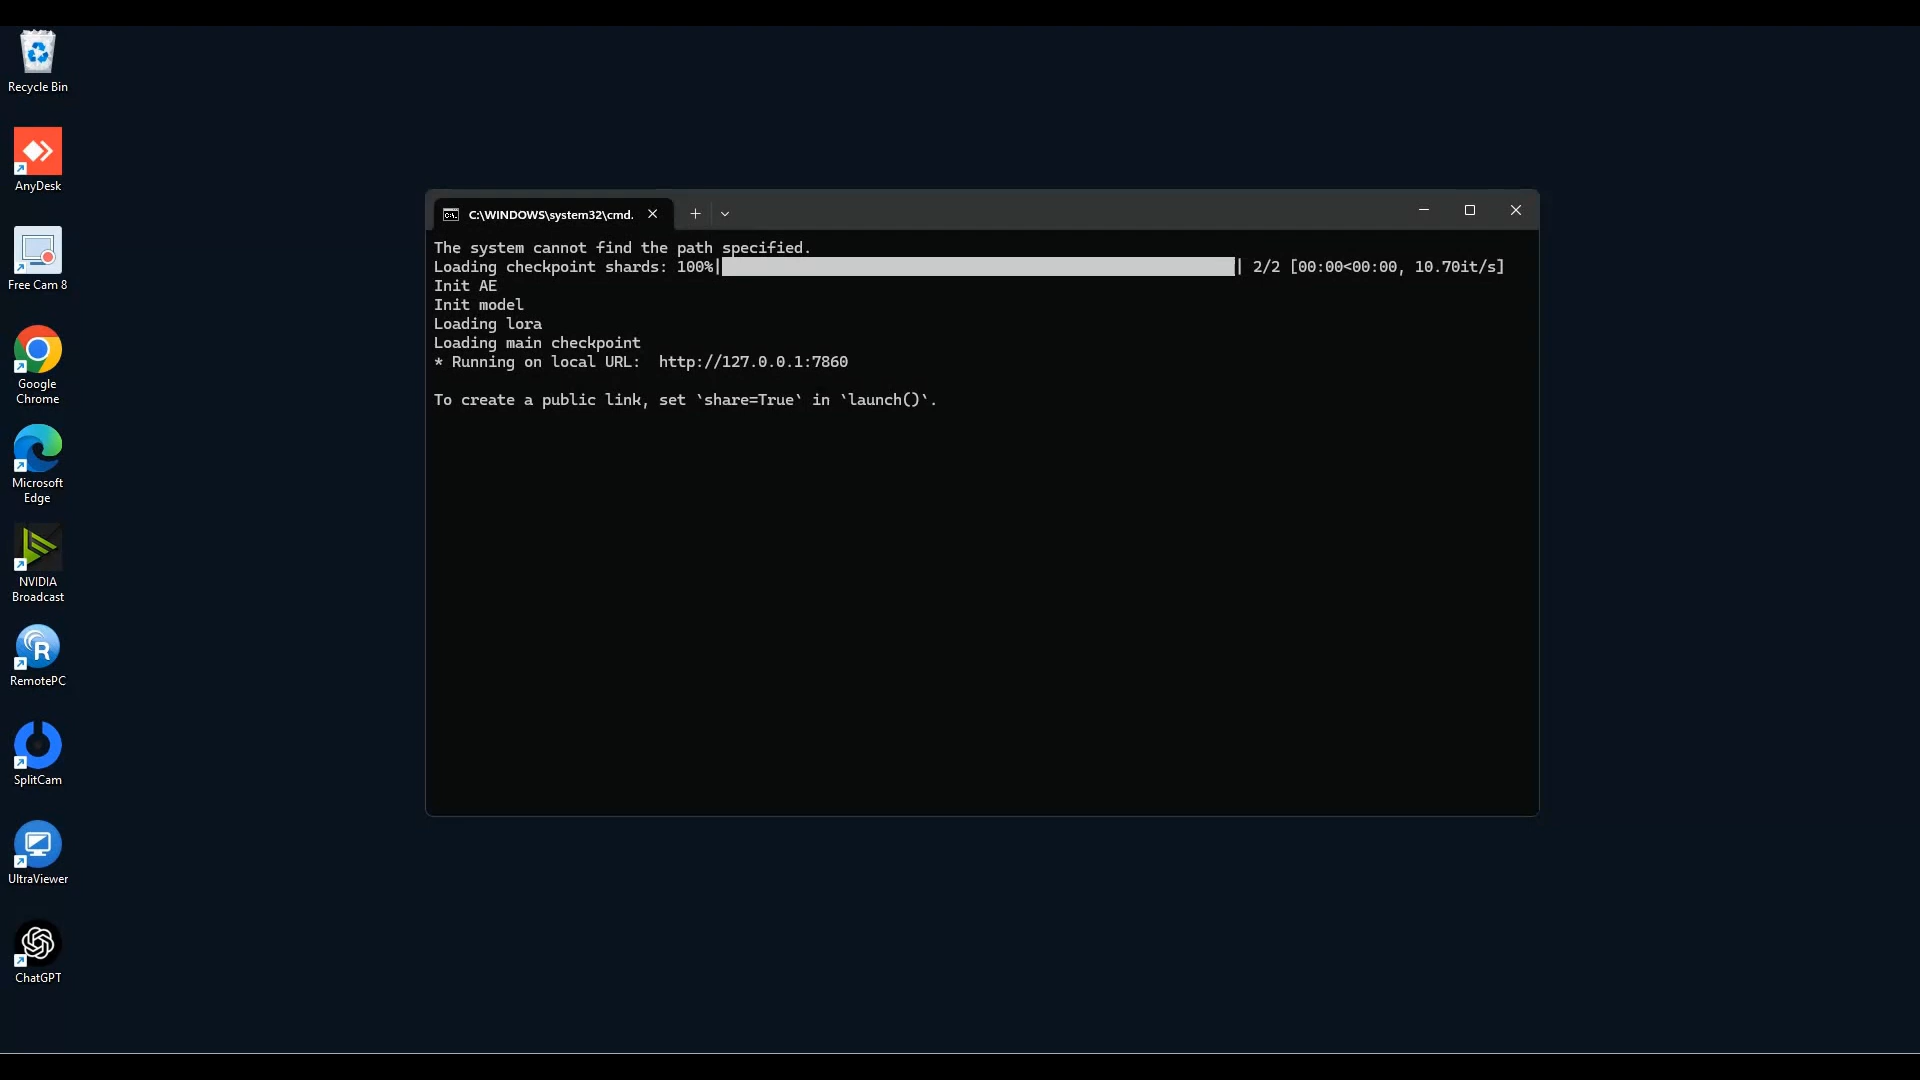 Recycle Bin
AnyDesk
Free Cam 8
Google
Chrome
Microsoft
Edge
NVIDIA
Broadcast
RemotePC
SplitCam
UltraViewer
ChatGPT
C:\WINDOWS\system32\cmd.
The system cannot find the path specified.
Loading checkpoint shards: 100%| | 2/2 [00:00<00:00, 10.70it/s]
Init AE
Init model
Loading lora
Loading main checkpoint
* Running on local URL:  http://127.0.0.1:7860
To create a public link, set `share=True` in `launch()`.